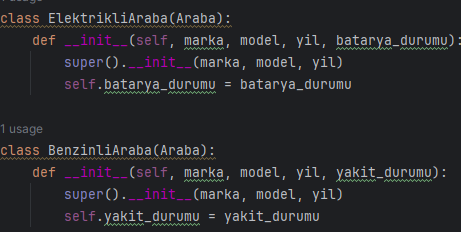 class ElektrikliAraba(Araba):
    def __init__(self, marka, model, yil, batarya_durumu):
        super().__init__(marka, model, yil)
        self.batarya_durumu = batarya_durumu
1 usage
class BenzinliAraba(Araba):
    def __init__(self, marka, model, yil, yakit_durumu):
        super().__init__(marka, model, yil)
        self.yakit_durumu = yakit_durumu